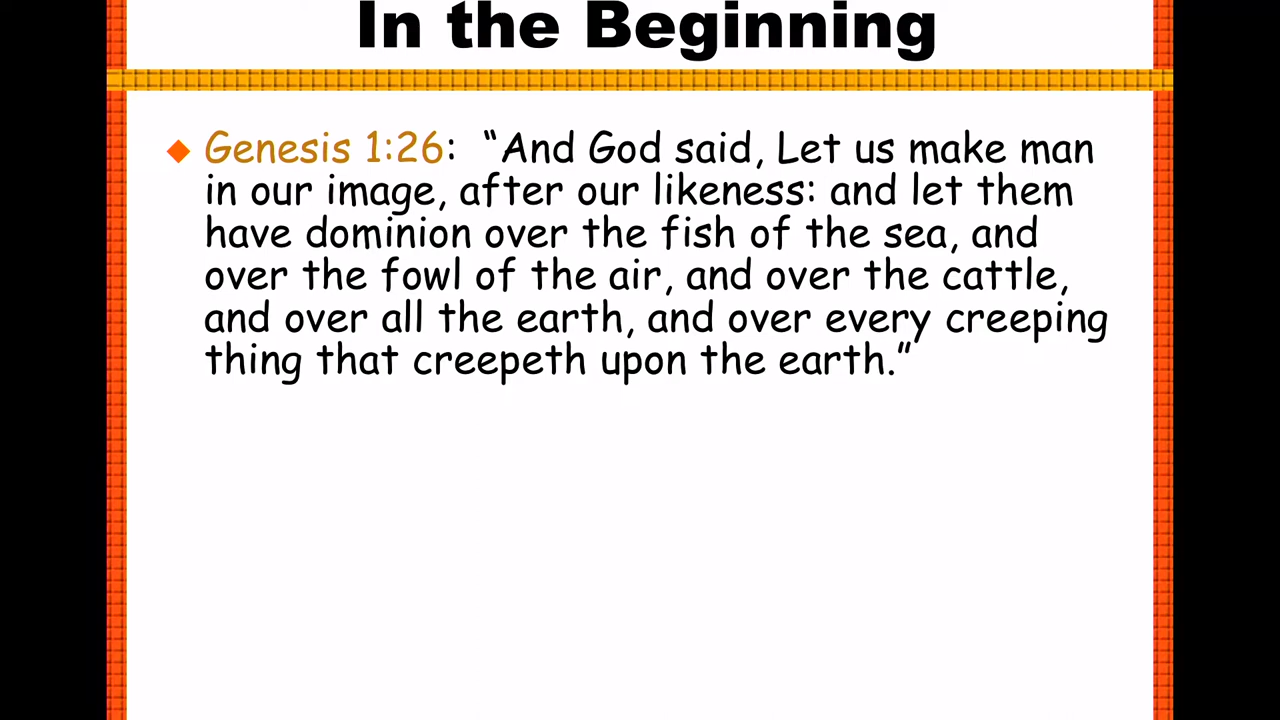 In the Beginning
Genesis 1:26: “And God said, Let us make man
in our image, after our likeness: and let them
have dominion over the fish of the sea, and
over the fowl of the air, and over the cattle,
and over all the earth, and over every creeping
thing that creepeth upon the earth.”